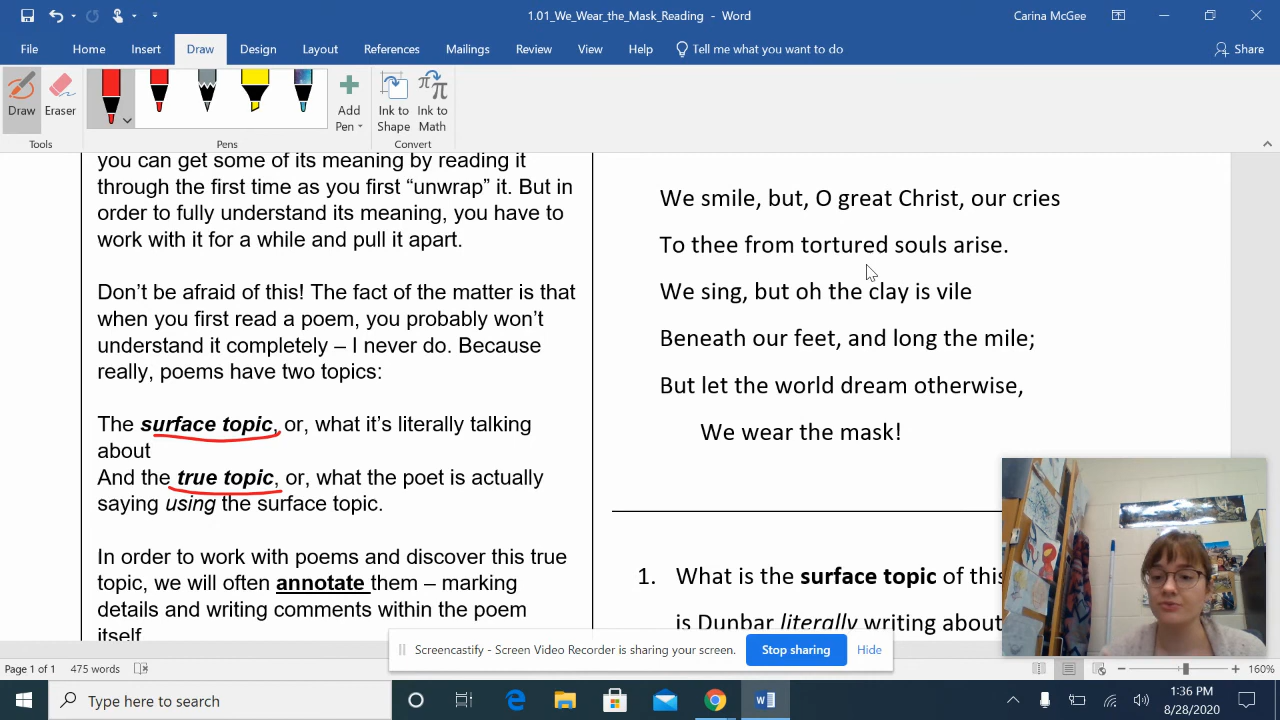 1.01_We_Wear_the_Mask_Reading - Word
Carina McGee
File Home Insert Draw Design Layout References Mailings Review View Help Tell me what you want to do Share
Draw
Eraser
Add Pen
Ink to Shape
Ink to Math
Tools
Pens
Convert
you can get some of its meaning by reading it
through the first time as you first “unwrap” it. But in
order to fully understand its meaning, you have to
work with it for a while and pull it apart.
Don’t be afraid of this! The fact of the matter is that
when you first read a poem, you probably won’t
understand it completely – I never do. Because
really, poems have two topics:
The surface topic, or, what it’s literally talking
about
And the true topic, or, what the poet is actually
saying using the surface topic.
In order to work with poems and discover this true
topic, we will often annotate them – marking
details and writing comments within the poem
itself
We smile, but, O great Christ, our cries
To thee from tortured souls arise.
We sing, but oh the clay is vile
Beneath our feet, and long the mile;
But let the world dream otherwise,
We wear the mask!
1. What is the surface topic of this
is Dunbar literally writing about
Screencastify - Screen Video Recorder is sharing your screen. Stop sharing Hide
Page 1 of 1 475 words
160%
Type here to search
1:36 PM
8/28/2020